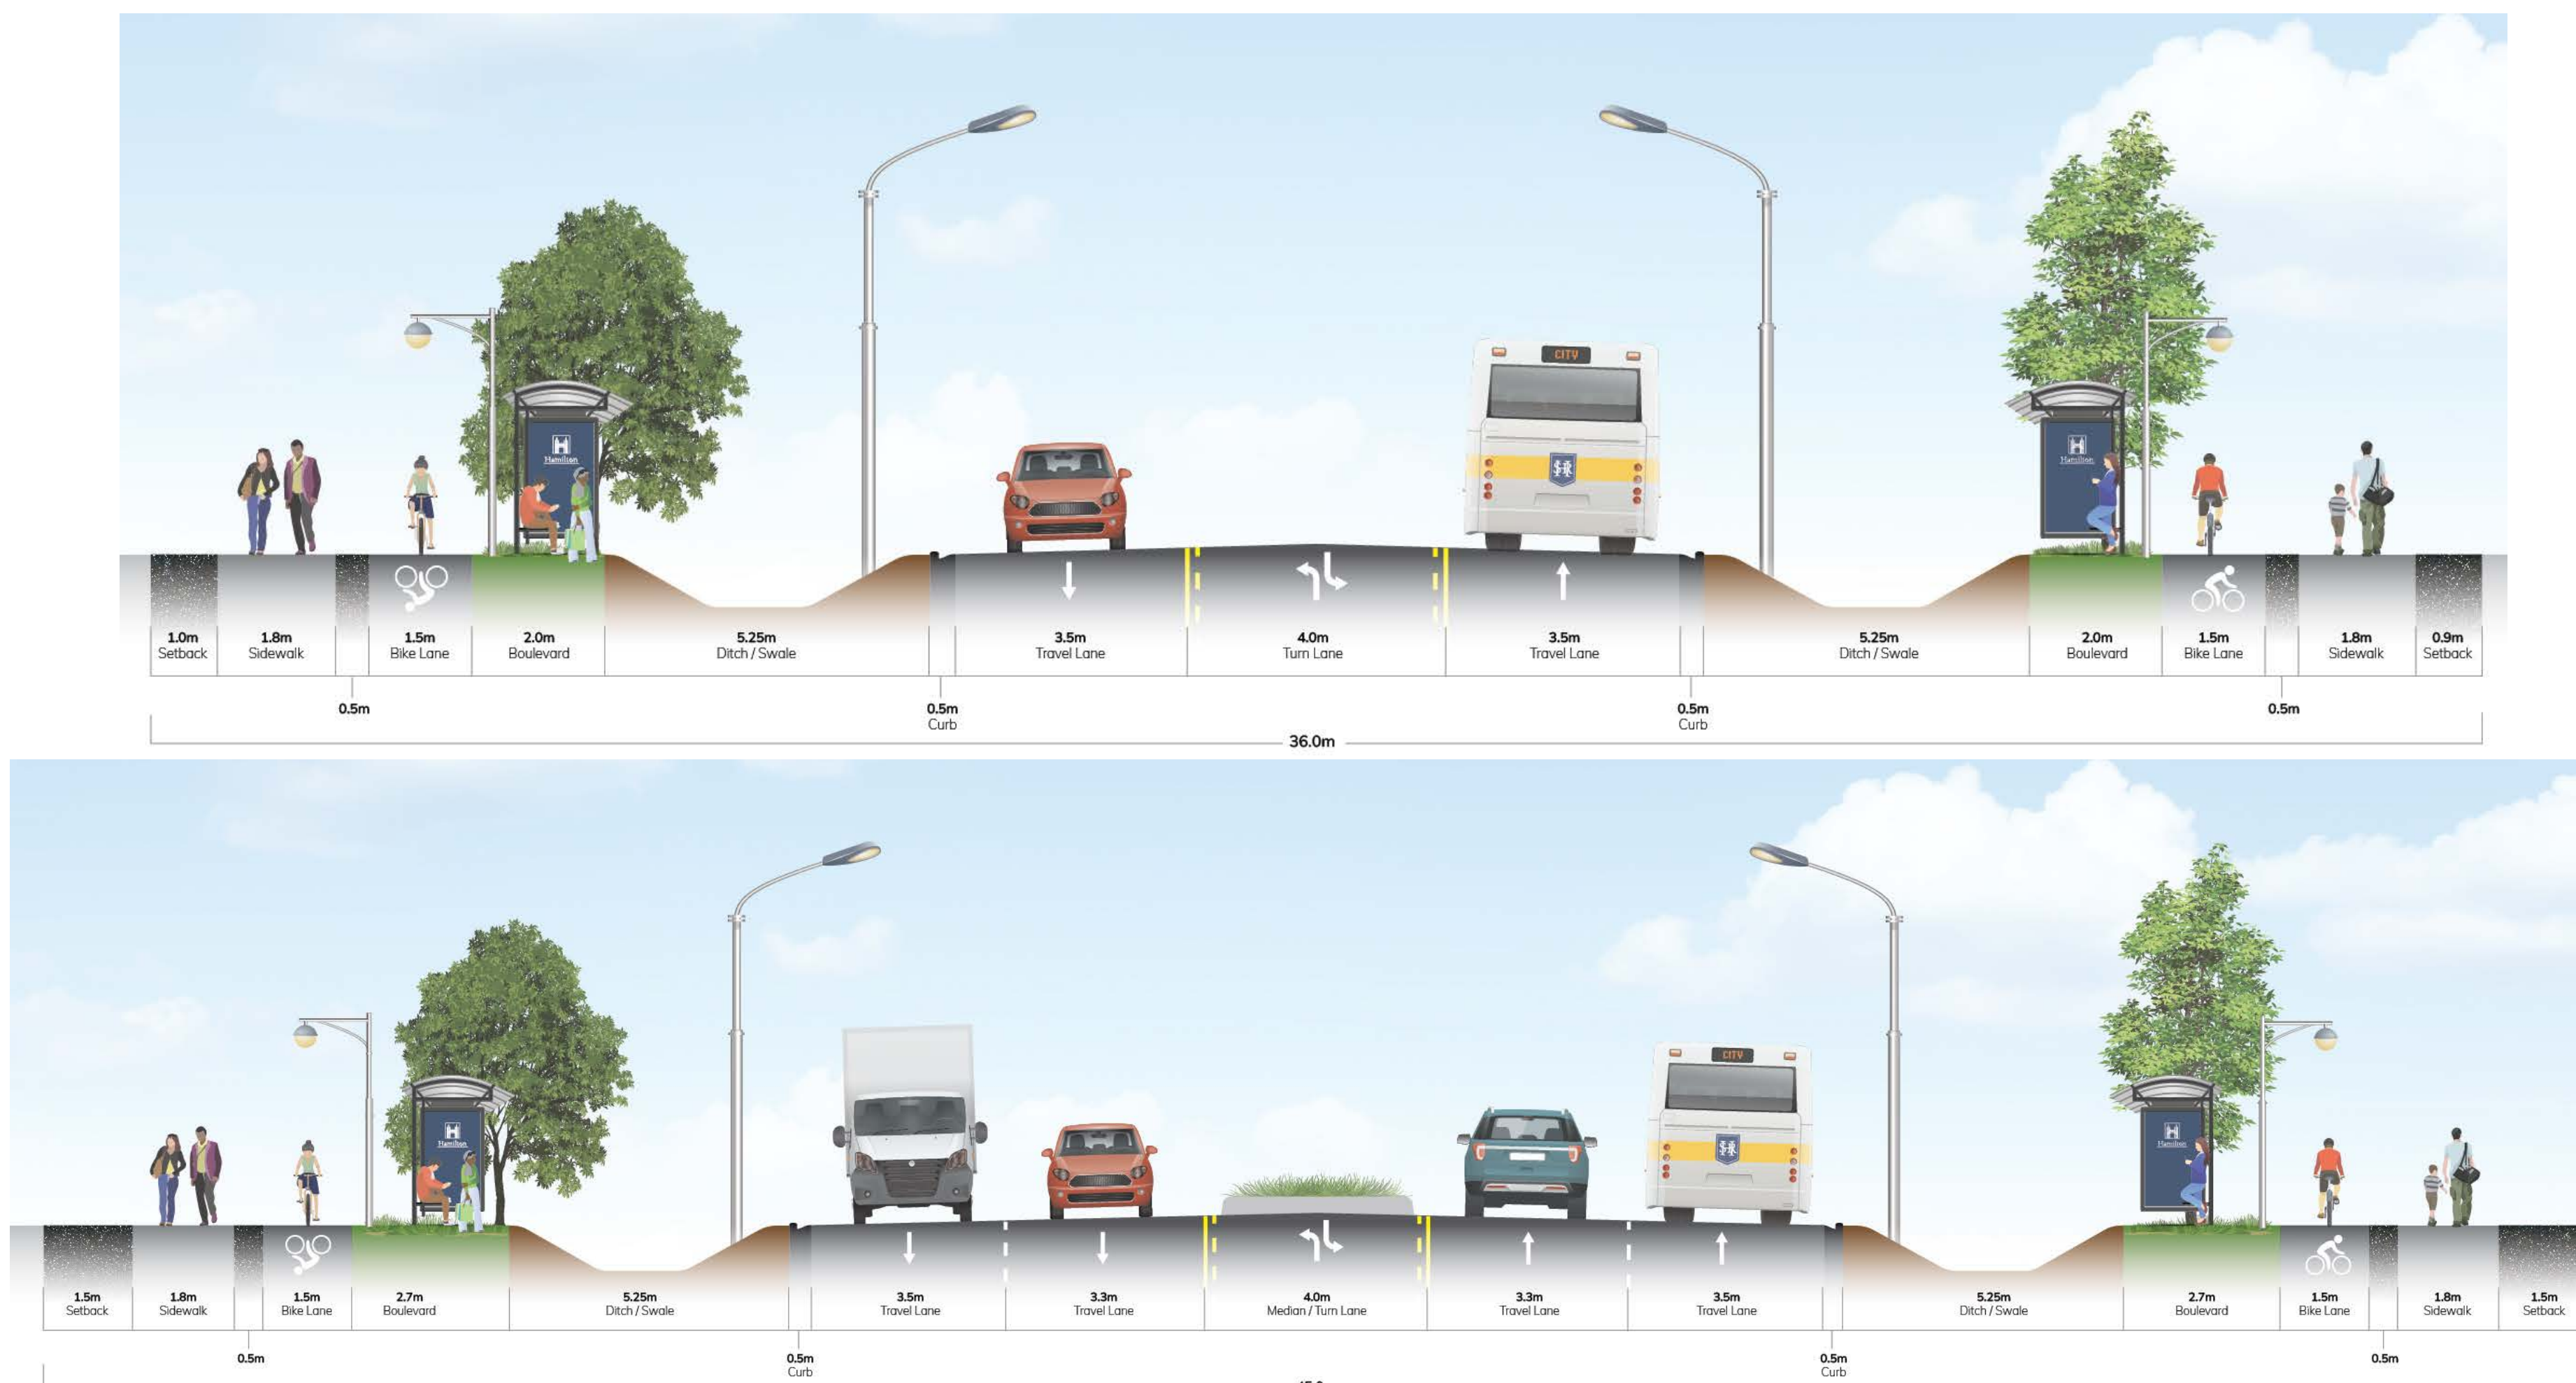 CITY
Hamilton
Hamilton
1.0m 1.8m 1.5m 2.0m 5.25m 3.5m 4.0m 3.5m 5.25m 2.0m 1.5m 1.8m 0.9m
Setback Sidewalk Bike Lane Boulevard Ditch / Swale Travel Lane Turn Lane Travel Lane Ditch / Swale Boulevard Bike Lane Sidewalk Setback
0.5m 0.5m 0.5m 0.5m
Curb Curb
36.0m
CITY
Hamilton
Hamilton
1.5m 1.8m 1.5m 2.7m 5.25m 3.5m 3.3m 4.0m 3.3m 3.5m 5.25m 2.7m 1.5m 1.8m 1.5m
Setback Sidewalk Bike Lane Boulevard Ditch / Swale Travel Lane Travel Lane Median / Turn Lane Travel Lane Travel Lane Ditch / Swale Boulevard Bike Lane Sidewalk Setback
0.5m 0.5m 0.5m 0.5m
Curb Curb